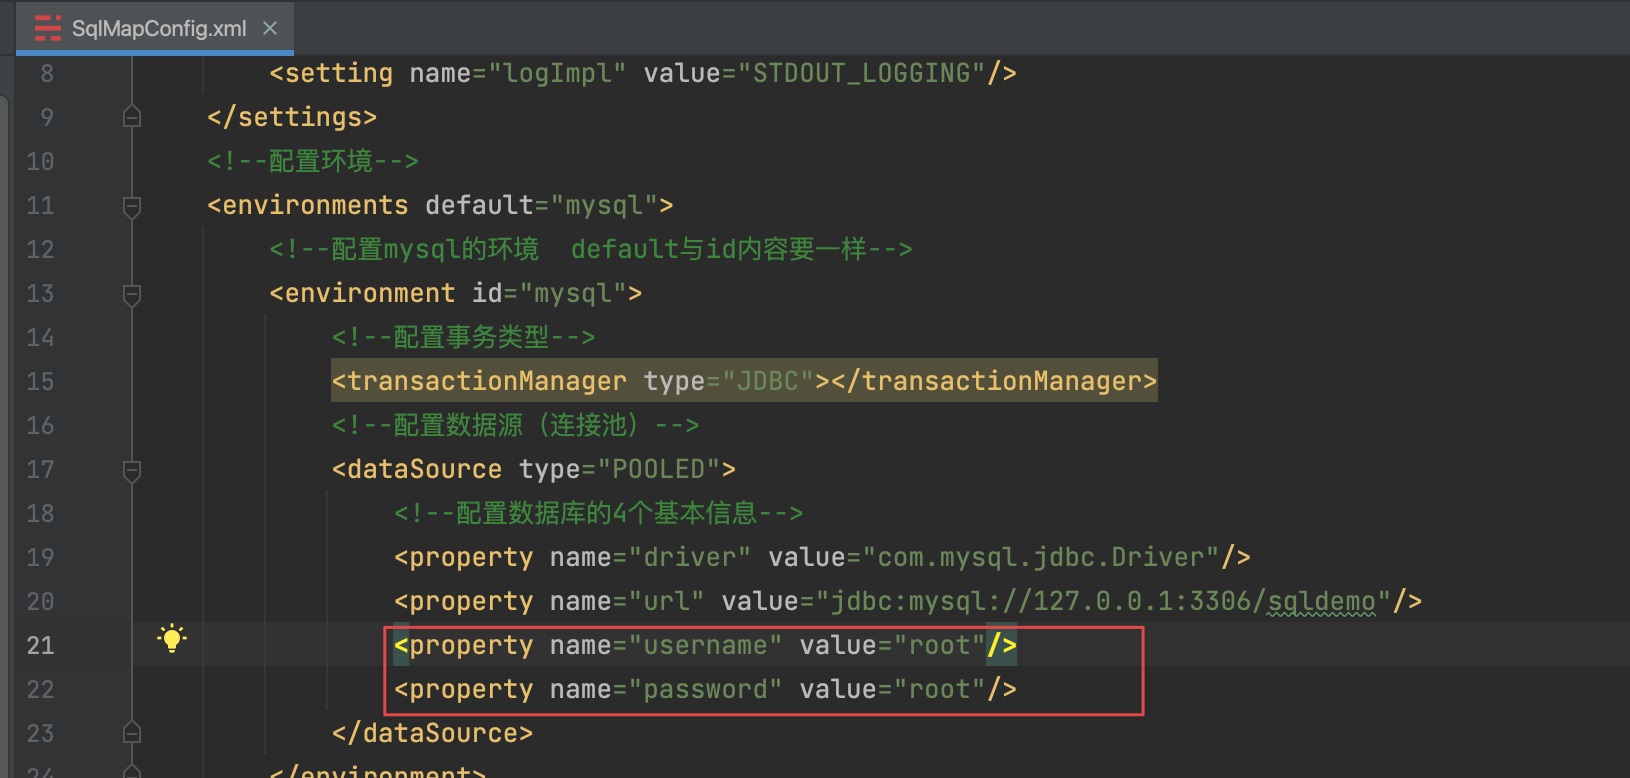 SqlMapConfig.xml
8 <setting name="logImpl" value="STDOUT_LOGGING"/>
9 </settings>
10 <!--配置环境-->
11 <environments default="mysql">
12 <!--配置mysql的环境  default与id内容要一样-->
13 <environment id="mysql">
14 <!--配置事务类型-->
15 <transactionManager type="JDBC"></transactionManager>
16 <!--配置数据源（连接池）-->
17 <dataSource type="POOLED">
18 <!--配置数据库的4个基本信息-->
19 <property name="driver" value="com.mysql.jdbc.Driver"/>
20 <property name="url" value="jdbc:mysql://127.0.0.1:3306/sqldemo"/>
21 <property name="username" value="root"/>
22 <property name="password" value="root"/>
23 </dataSource>
24 </environment>